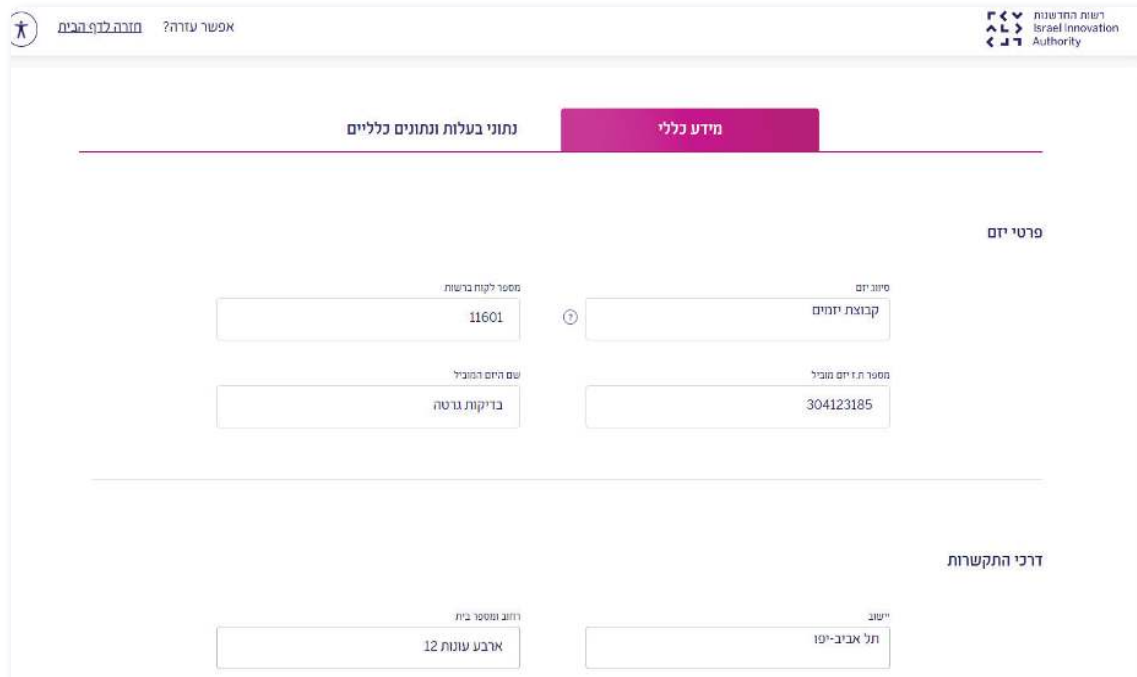 רשות החדשנות
Israel Innovation
Authority
אפשר עזרה? חזרה לדף הבית
מידע כללי נתוני בעלות ונתונים כלליים
פרטי יזם
סיווג יזם
קבוצת יזמים
מספר לקוח ברשות
11601
מספר ת.ז יזם מוביל
304123185
שם היזם המוביל
בדיקות גרטה
דרכי התקשרות
יישוב
תל אביב-יפו
רחוב ומספר בית
ארבע עונות 12